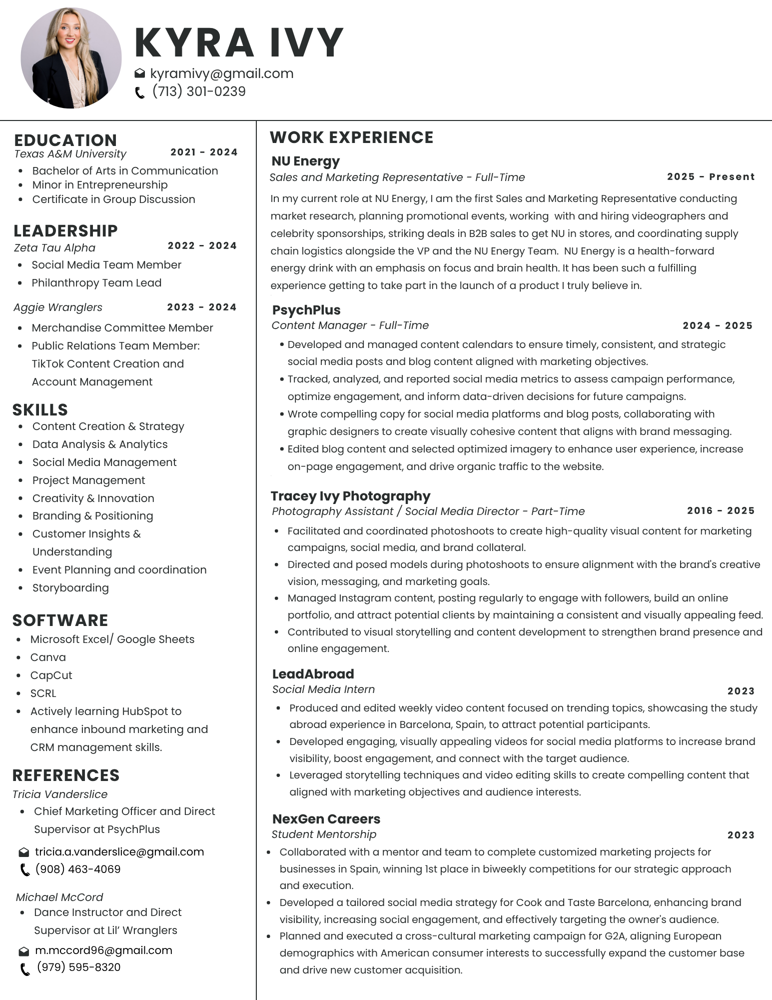 KYRA IVY
kyramivy@gmail.com
(713) 301-0239
EDUCATION
Texas A&M University 2021 - 2024
Bachelor of Arts in Communication
Minor in Entrepreneurship
Certificate in Group Discussion
LEADERSHIP
Zeta Tau Alpha 2022 - 2024
Social Media Team Member
Philanthropy Team Lead
Aggie Wranglers 2023 - 2024
Merchandise Committee Member
Public Relations Team Member:
TikTok Content Creation and
Account Management
SKILLS
Content Creation & Strategy
Data Analysis & Analytics
Social Media Management
Project Management
Creativity & Innovation
Branding & Positioning
Customer Insights &
Understanding
Event Planning and coordination
Storyboarding
SOFTWARE
Microsoft Excel/ Google Sheets
Canva
CapCut
SCRL
Actively learning HubSpot to
enhance inbound marketing and
CRM management skills.
REFERENCES
Tricia Vanderslice
Chief Marketing Officer and Direct
Supervisor at PsychPlus
tricia.a.vanderslice@gmail.com
(908) 463-4069
Michael McCord
Dance Instructor and Direct
Supervisor at Lil' Wranglers
m.mccord96@gmail.com
(979) 595-8320
WORK EXPERIENCE
NU Energy
Sales and Marketing Representative - Full-Time 2025 - Present
In my current role at NU Energy, I am the first Sales and Marketing Representative conducting
market research, planning promotional events, working  with and hiring videographers and
celebrity sponsorships, striking deals in B2B sales to get NU in stores, and coordinating supply
chain logistics alongside the VP and the NU Energy Team.  NU Energy is a health-forward
energy drink with an emphasis on focus and brain health. It has been such a fulfilling
experience getting to take part in the launch of a product I truly believe in.
PsychPlus
Content Manager - Full-Time 2024 - 2025
Developed and managed content calendars to ensure timely, consistent, and strategic
social media posts and blog content aligned with marketing objectives.
Tracked, analyzed, and reported social media metrics to assess campaign performance,
optimize engagement, and inform data-driven decisions for future campaigns.
Wrote compelling copy for social media platforms and blog posts, collaborating with
graphic designers to create visually cohesive content that aligns with brand messaging.
Edited blog content and selected optimized imagery to enhance user experience, increase
on-page engagement, and drive organic traffic to the website.
Tracey Ivy Photography
Photography Assistant / Social Media Director - Part-Time 2016 - 2025
Facilitated and coordinated photoshoots to create high-quality visual content for marketing
campaigns, social media, and brand collateral.
Directed and posed models during photoshoots to ensure alignment with the brand's creative
vision, messaging, and marketing goals.
Managed Instagram content, posting regularly to engage with followers, build an online
portfolio, and attract potential clients by maintaining a consistent and visually appealing feed.
Contributed to visual storytelling and content development to strengthen brand presence and
online engagement.
LeadAbroad
Social Media Intern 2023
Produced and edited weekly video content focused on trending topics, showcasing the study
abroad experience in Barcelona, Spain, to attract potential participants.
Developed engaging, visually appealing videos for social media platforms to increase brand
visibility, boost engagement, and connect with the target audience.
Leveraged storytelling techniques and video editing skills to create compelling content that
aligned with marketing objectives and audience interests.
NexGen Careers
Student Mentorship 2023
Collaborated with a mentor and team to complete customized marketing projects for
businesses in Spain, winning 1st place in biweekly competitions for our strategic approach
and execution.
Developed a tailored social media strategy for Cook and Taste Barcelona, enhancing brand
visibility, increasing social engagement, and effectively targeting the owner's audience.
Planned and executed a cross-cultural marketing campaign for G2A, aligning European
demographics with American consumer interests to successfully expand the customer base
and drive new customer acquisition.